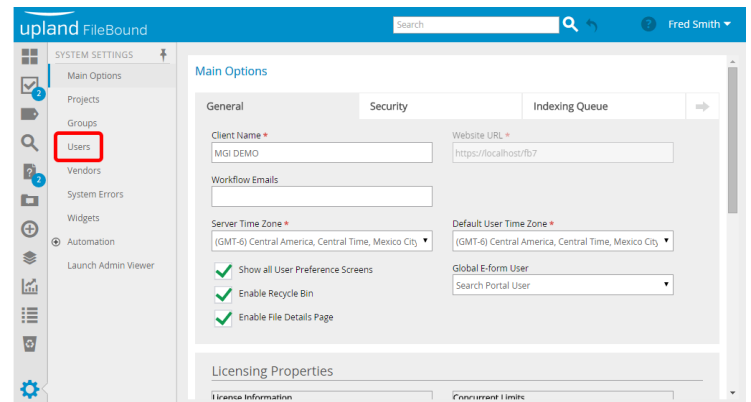 upland FileBound
Search
Fred Smith
SYSTEM SETTINGS
Main Options
Projects
Groups
Users
Vendors
System Errors
Widgets
Automation
Launch Admin Viewer
2
2
Main Options
General
Security
Indexing Queue
Client Name *
Website URL *
MGI DEMO
https://localhost/fb7
Workflow Emails
Server Time Zone *
Default User Time Zone *
(GMT-6) Central America, Central Time, Mexico City
(GMT-6) Central America, Central Time, Mexico City
Show all User Preference Screens
Global E-form User
Enable Recycle Bin
Search Portal User
Enable File Details Page
Licensing Properties
License Information
Concurrent Limits